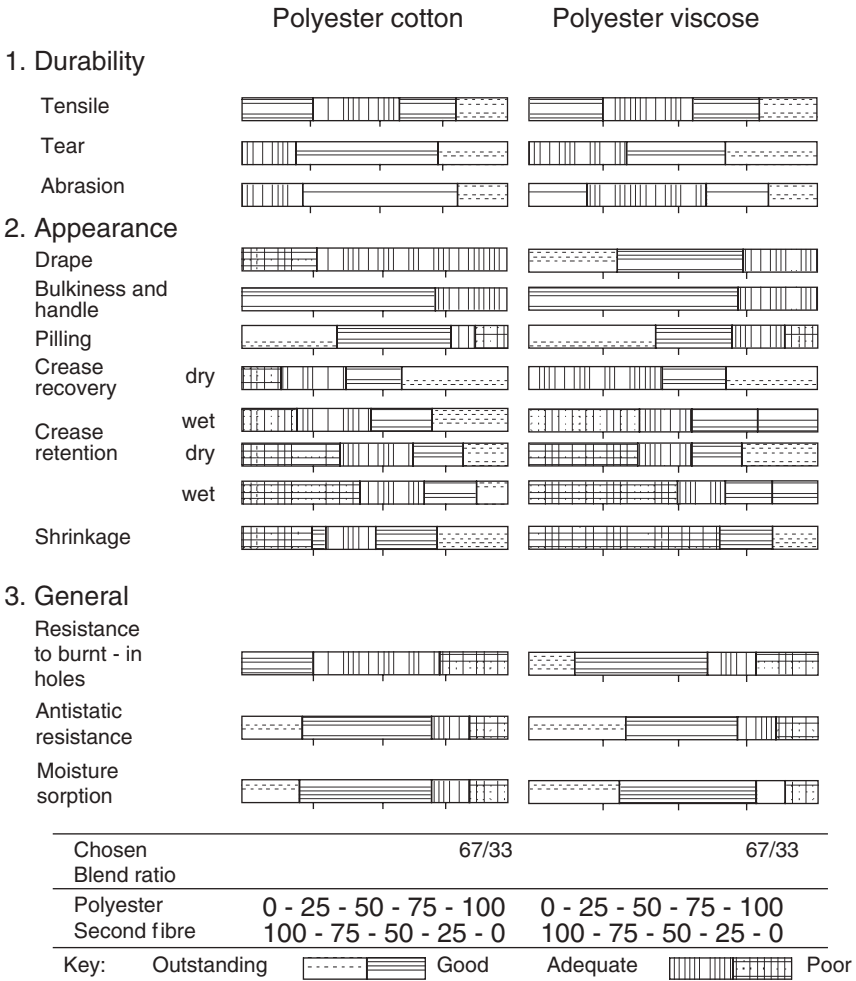 Polyester cotton Polyester viscose
1. Durability
Tensile
Tear
Abrasion
2. Appearance
Drape
Bulkiness and
handle
Pilling
Crease
recovery dry
wet
Crease
retention dry
wet
Shrinkage
3. General
Resistance
to burnt - in
holes
Antistatic
resistance
Moisture
sorption
Chosen 67/33 67/33
Blend ratio
Polyester 0 - 25 - 50 - 75 - 100 0 - 25 - 50 - 75 - 100
Second fibre 100 - 75 - 50 - 25 - 0 100 - 75 - 50 - 25 - 0
Key: Outstanding Good Adequate Poor